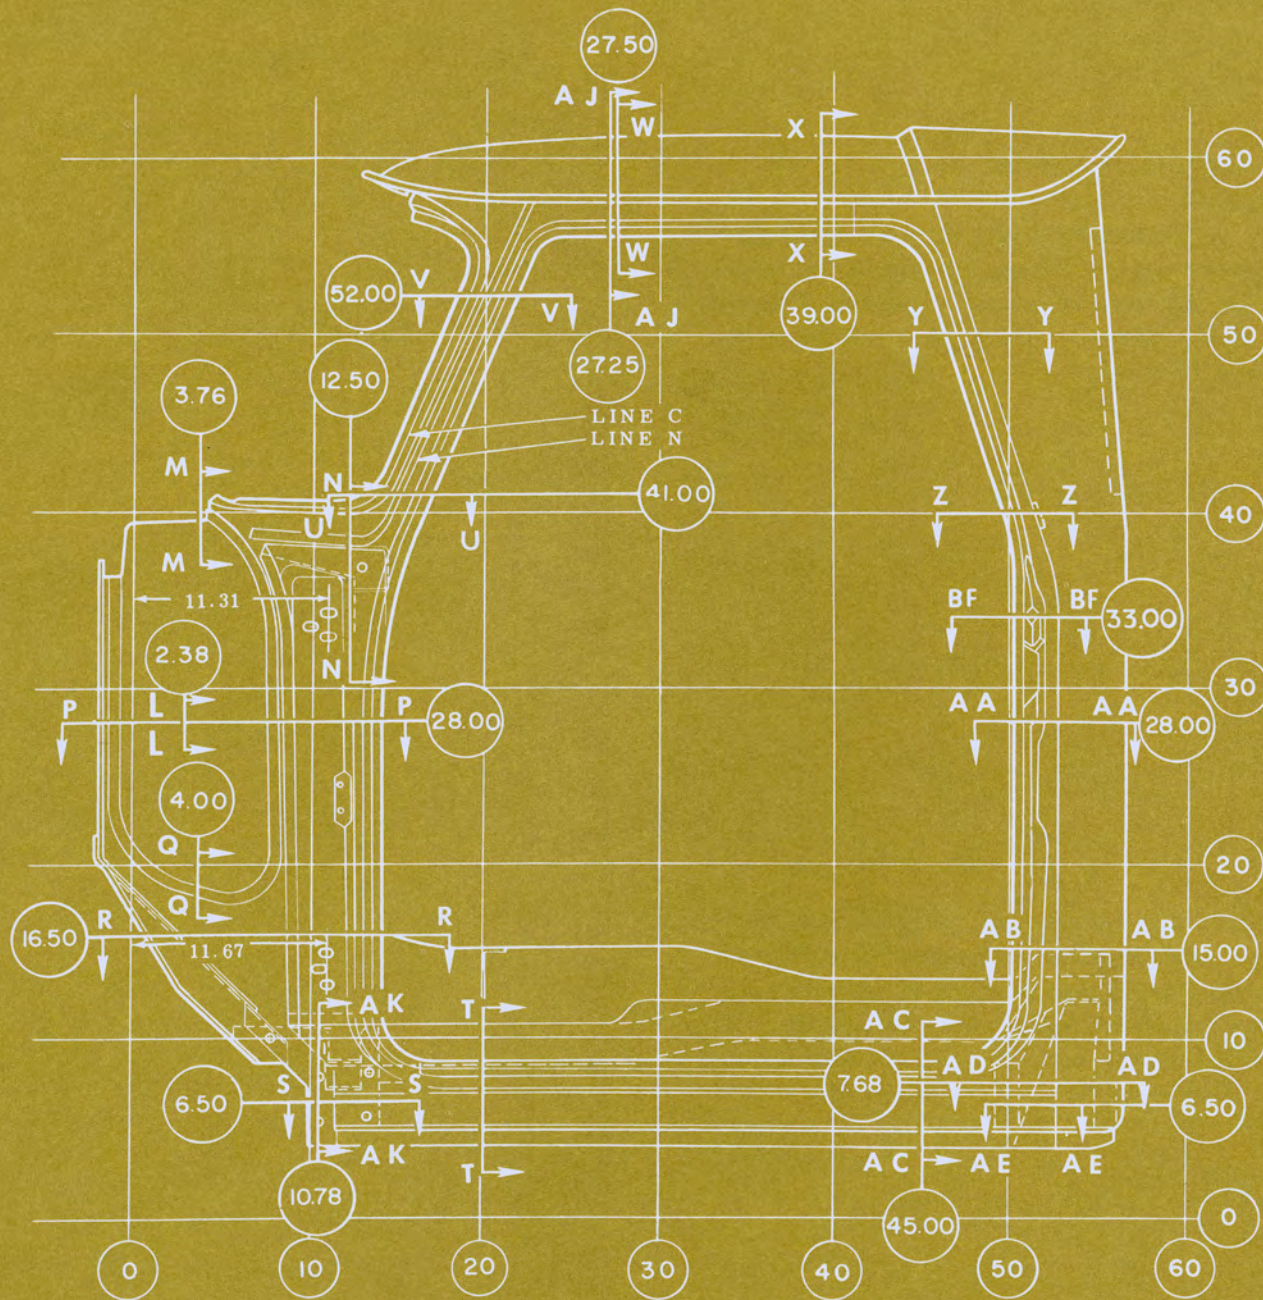 27.50
A J
W
X
60
W
X
V
52.00
V
A J
39.00
Y
Y
50
27.25
12.50
3.76
LINE C
LINE N
M
N
41.00
Z
Z
U
U
40
M
11.31
BF
BF
33.00
2.38
N
30
P
L
P
28.00
A A
A A
28.00
L
4.00
Q
20
Q
R
R
16.50
11.67
A B
A B
15.00
A K
T
A C
10
S
S
A D
A D
7.68
6.50
6.50
A K
T
A C
A E
A E
10.78
45.00
0
0
10
20
30
40
50
60